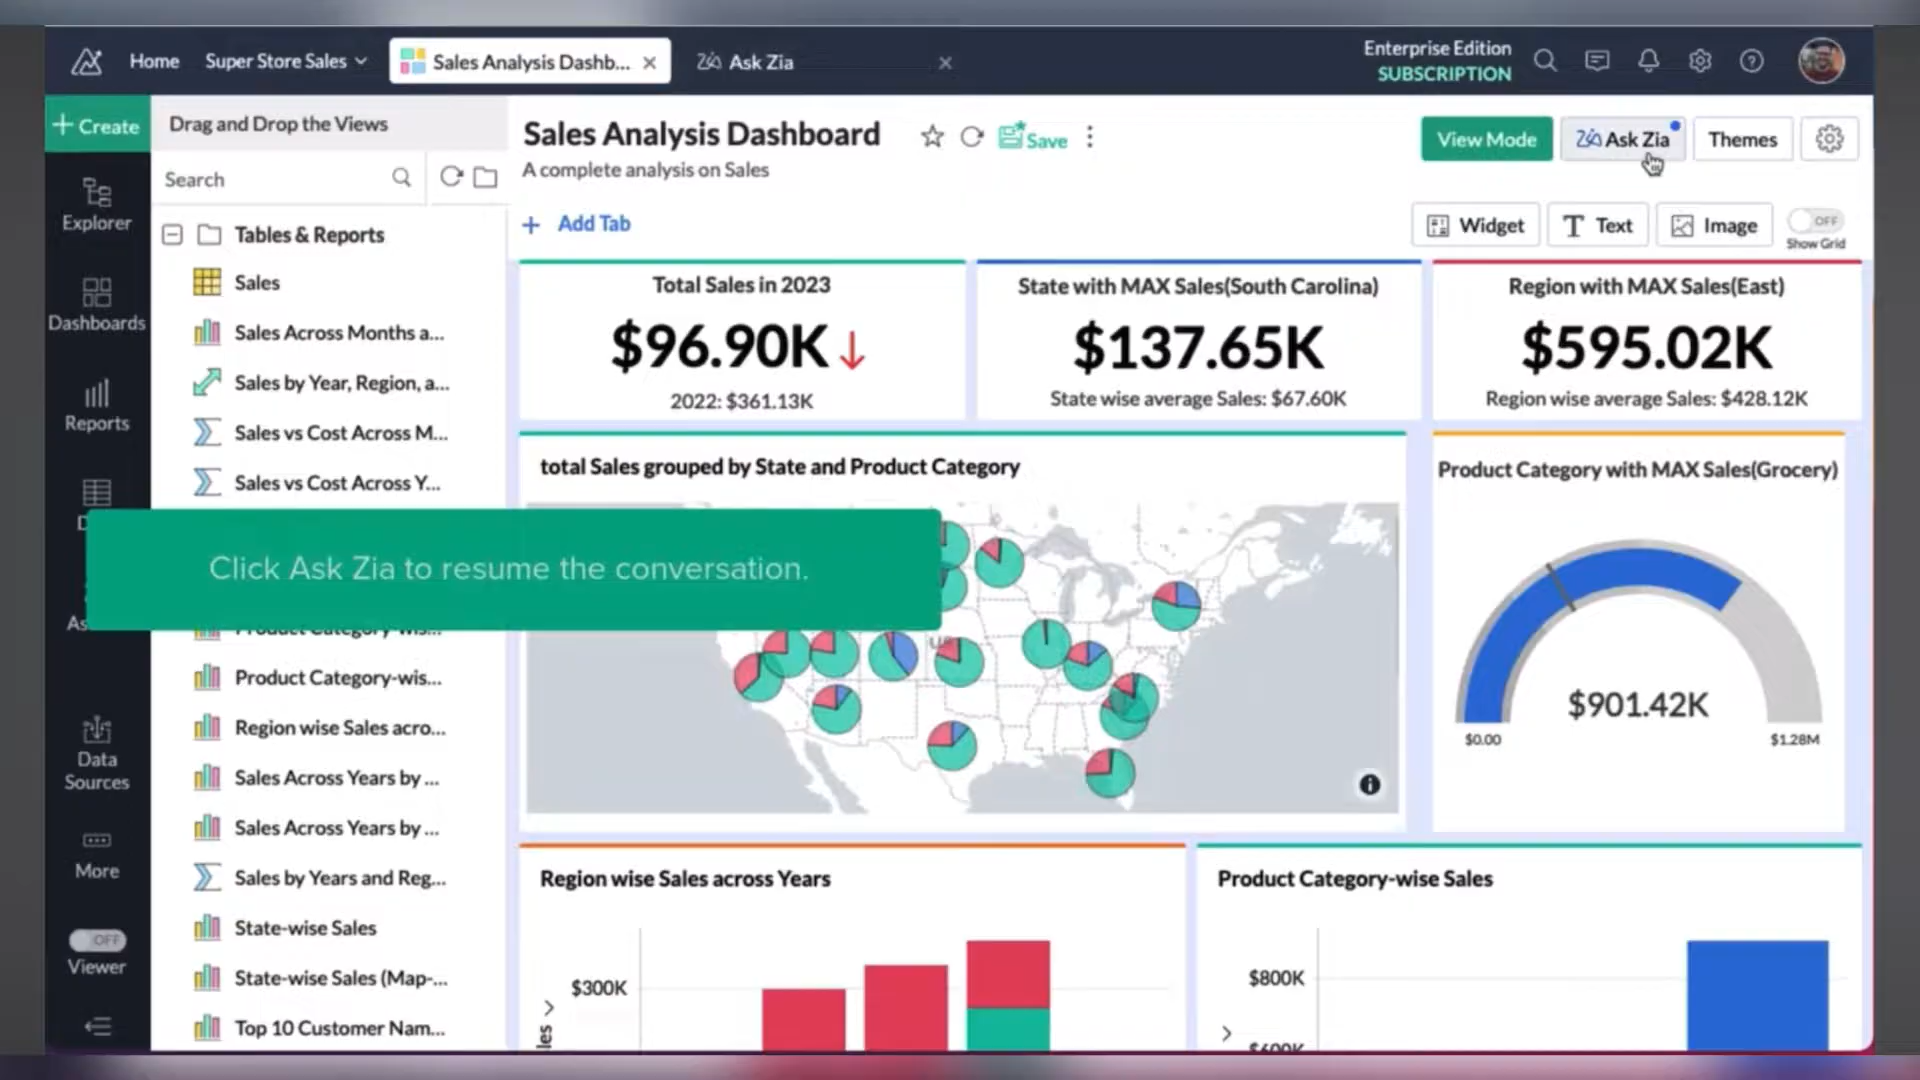 Home
Super Store Sales
Sales Analysis Dashb...
Ask Zia
Enterprise Edition
SUBSCRIPTION
+ Create
Drag and Drop the Views
Search
Explorer
Dashboards
Reports
Data
Sources
More
OFF
Viewer
Tables & Reports
Sales
Sales Across Months a...
Sales by Year, Region, a...
Sales vs Cost Across M...
Sales vs Cost Across Y...
Product Category-wis...
Product Category-wis...
Region wise Sales acro...
Sales Across Years by ...
Sales Across Years by ...
Sales by Years and Reg...
State-wise Sales
State-wise Sales (Map-...
Top 10 Customer Nam...
Sales Analysis Dashboard
Save
A complete analysis on Sales
View Mode
Ask Zia
Themes
+ Add Tab
Widget
Text
Image
OFF
Show Grid
Total Sales in 2023
$96.90K
2022: $361.13K
State with MAX Sales(South Carolina)
$137.65K
State wise average Sales: $67.60K
Region with MAX Sales(East)
$595.02K
Region wise average Sales: $428.12K
total Sales grouped by State and Product Category
Product Category with MAX Sales(Grocery)
$901.42K
$0.00
$1.28M
Click Ask Zia to resume the conversation.
Region wise Sales across Years
$300K
Product Category-wise Sales
$800K
$600K